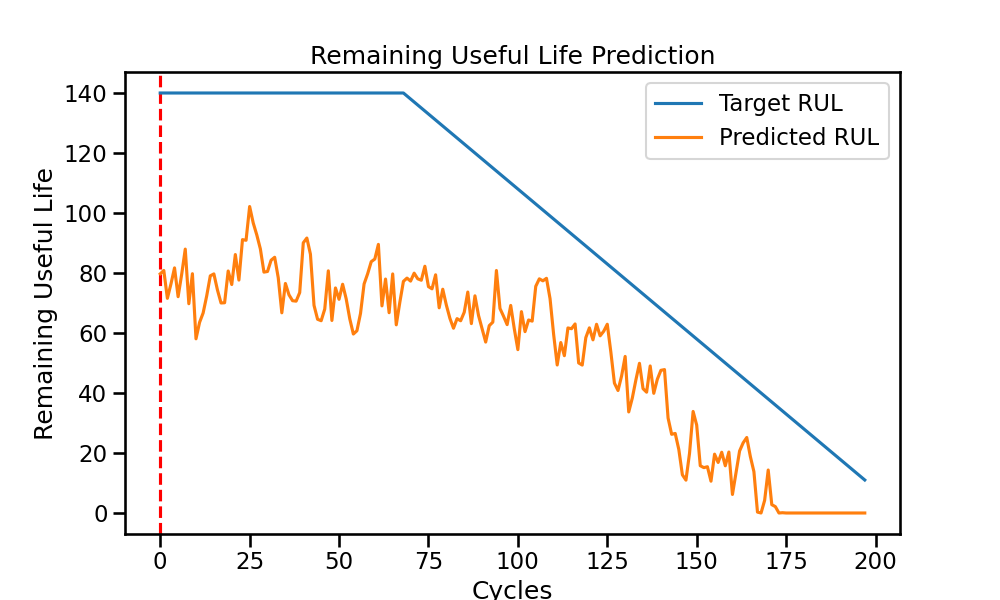 Remaining Useful Life Prediction
Target RUL
Predicted RUL
Remaining Useful Life
140
120
100
80
60
40
20
0
0 25 50 75 100 125 150 175 200
Cycles